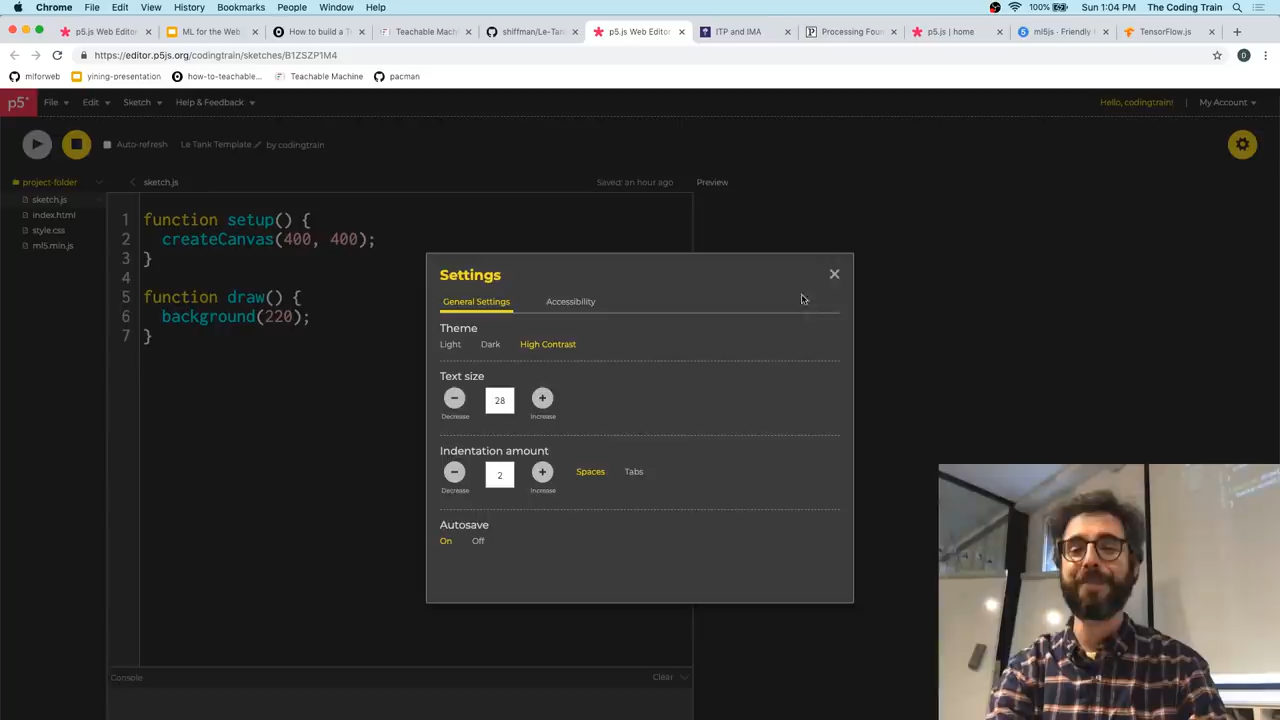 Chrome File Edit View History Bookmarks People Window Help 100% Sun 1:04 PM The Coding Train
p5.js Web Editor ML for the Web How to build a T Teachable Mach shiffman/Le-Tan p5.js Web Editor ITP and IMA Processing Foun p5.js | home ml5js · Friendly TensorFlow.js
https://editor.p5js.org/codingtrain/sketches/B1ZSZP1M4
mlforweb yining-presentation how-to-teachable... Teachable Machine pacman
p5* File Edit Sketch Help & Feedback Hello, codingtrain! | My Account
Auto-refresh Le Tank Template by codingtrain
project-folder sketch.js Saved: an hour ago Preview
sketch.js
index.html
style.css
ml5.min.js
1 function setup() {
2 createCanvas(400, 400);
3 }
4
5 function draw() {
6 background(220);
7 }
Settings
General Settings Accessibility
Theme
Light Dark High Contrast
Text size
28
Decrease Increase
Indentation amount
2 Spaces Tabs
Decrease Increase
Autosave
On Off
Console Clear